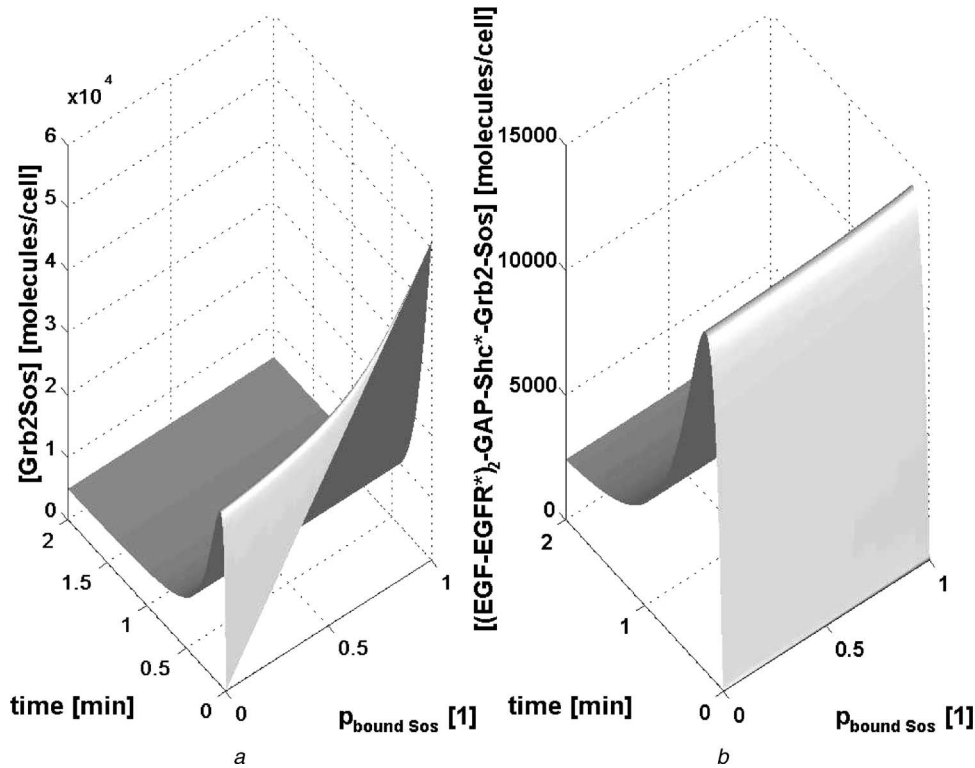 x10^4
6
5
4
3
2
1
0
[Grb2Sos] [molecules/cell]
2
1.5
1
0.5
0
time [min]
0
0.5
1
p_bound Sos [1]
a
15000
10000
5000
0
[(EGF-EGFR*)_2-GAP-Shc*-Grb2-Sos] [molecules/cell]
2
1
0
time [min]
0
0.5
1
p_bound Sos [1]
b